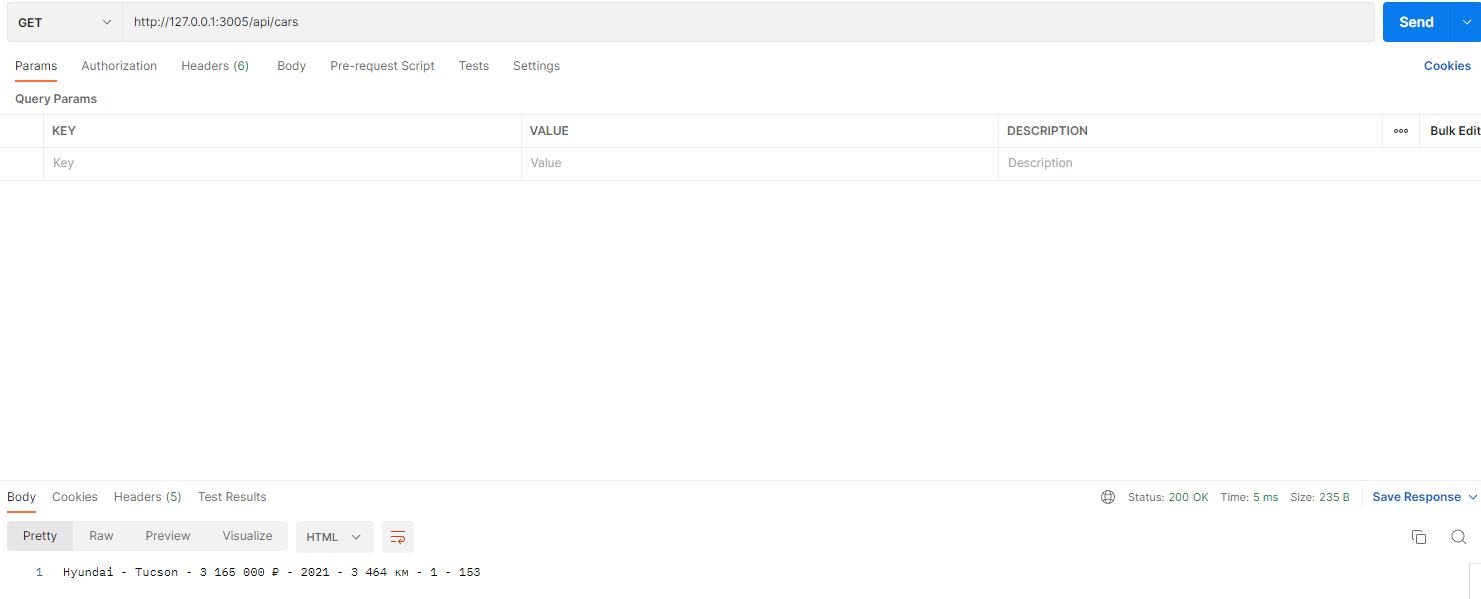 GET http://127.0.0.1:3005/api/cars Send
Params Authorization Headers (6) Body Pre-request Script Tests Settings Cookies
Query Params
KEY VALUE DESCRIPTION ooo Bulk Edit
Key Value Description
Body Cookies Headers (5) Test Results Status: 200 OK Time: 5 ms Size: 235 B Save Response
Pretty Raw Preview Visualize HTML
1 Hyundai - Tucson - 3 165 000 ₽ - 2021 - 3 464 км - 1 - 153